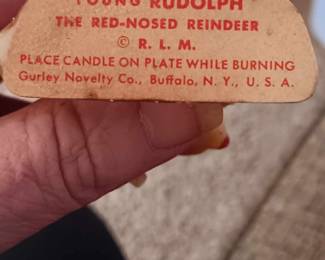 YOUNG RUDOLPH
THE RED-NOSED REINDEER
© R. L. M.
PLACE CANDLE ON PLATE WHILE BURNING
Gurley Novelty Co., Buffalo, N. Y., U. S. A.